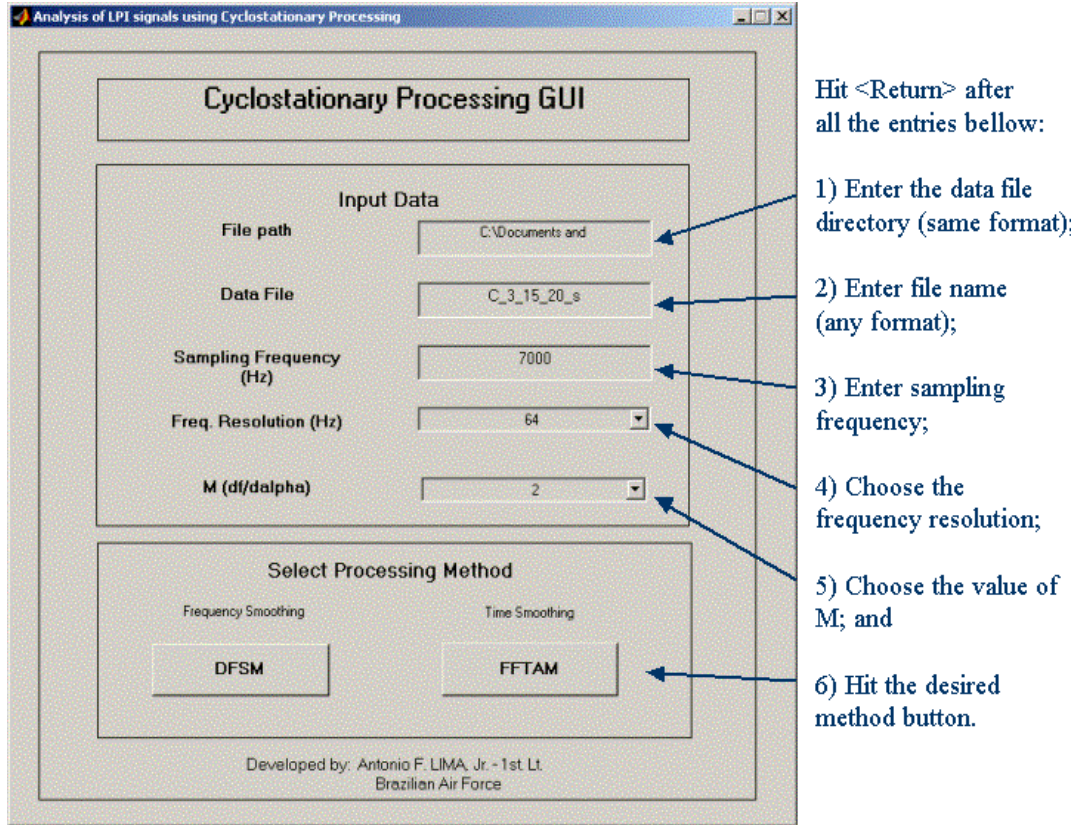 Analysis of LPI signals using Cyclostationary Processing
Cyclostationary Processing GUI
Input Data
File path
C:\Documents and
Data File
C_3_15_20_s
Sampling Frequency
(Hz)
7000
Freq. Resolution (Hz)
64
M (df/dalpha)
2
Select Processing Method
Frequency Smoothing
Time Smoothing
DFSM
FFTAM
Developed by: Antonio F. LIMA, Jr. - 1st. Lt.
Brazilian Air Force
Hit <Return> after
all the entries bellow:
1) Enter the data file
directory (same format);
2) Enter file name
(any format);
3) Enter sampling
frequency;
4) Choose the
frequency resolution;
5) Choose the value of
M; and
6) Hit the desired
method button.